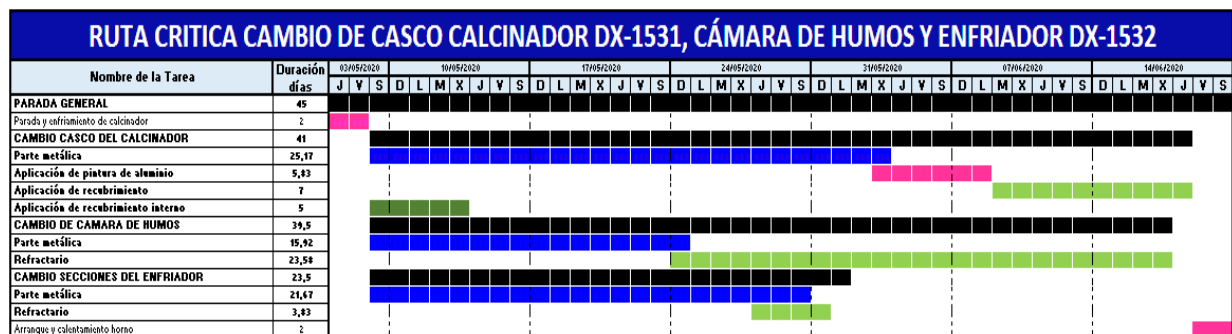 RUTA CRITICA CAMBIO DE CASCO CALCINADOR DX-1531, CÁMARA DE HUMOS Y ENFRIADOR DX-1532
Nombre de la Tarea Duración días 03/05/2020 10/05/2020 17/05/2020 24/05/2020 31/05/2020 07/06/2020 14/06/2020
J V S D L M X J V S D L M X J V S D L M X J V S D L M X J V S D L M X J V S D L M X J V S
PARADA GENERAL 45
Parada y enfriamiento de calcinador 2
CAMBIO CASCO DEL CALCINADOR 41
Parte metálica 25,17
Aplicación de pintura de aluminio 5,83
Aplicación de recubrimiento 7
Aplicación de recubrimiento interno 5
CAMBIO DE CAMARA DE HUMOS 39,5
Parte metálica 15,92
Refractario 23,58
CAMBIO SECCIONES DEL ENFRIADOR 23,5
Parte metálica 21,67
Refractario 3,83
Arranque y calentamiento horno 2